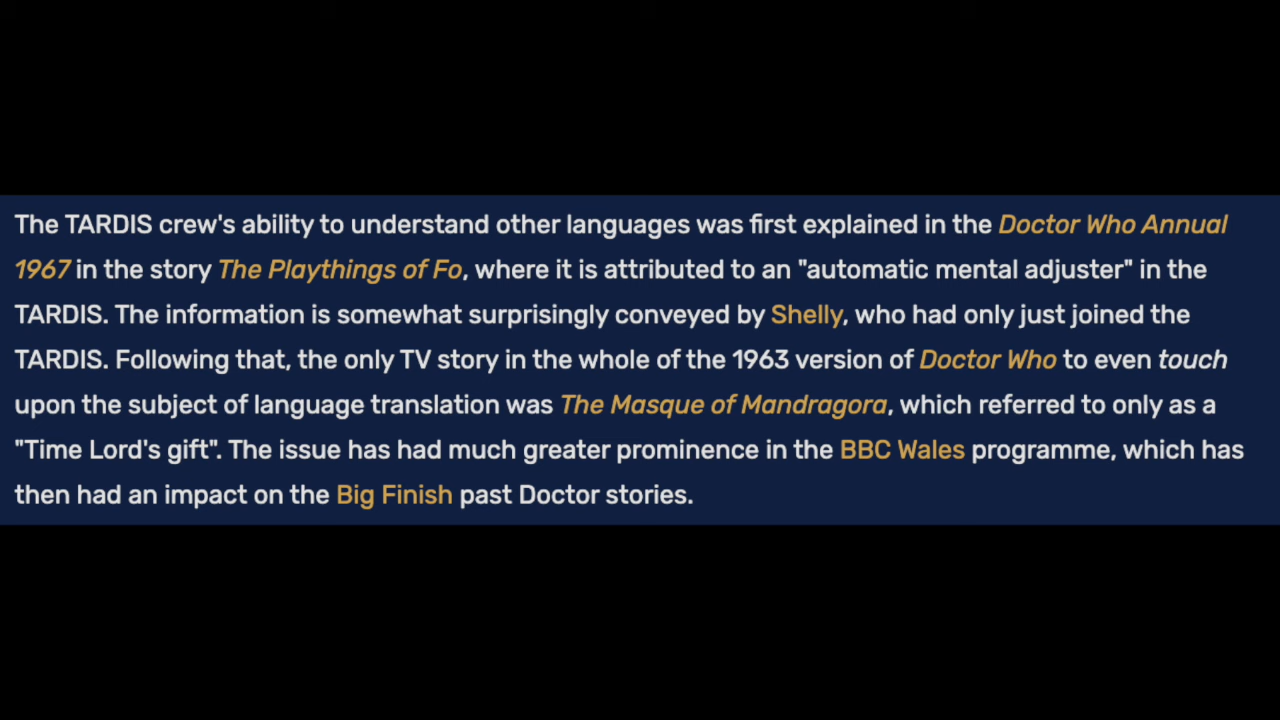 The TARDIS crew's ability to understand other languages was first explained in the Doctor Who Annual
1967 in the story The Playthings of Fo, where it is attributed to an "automatic mental adjuster" in the
TARDIS. The information is somewhat surprisingly conveyed by Shelly, who had only just joined the
TARDIS. Following that, the only TV story in the whole of the 1963 version of Doctor Who to even touch
upon the subject of language translation was The Masque of Mandragora, which referred to only as a
"Time Lord's gift". The issue has had much greater prominence in the BBC Wales programme, which has
then had an impact on the Big Finish past Doctor stories.